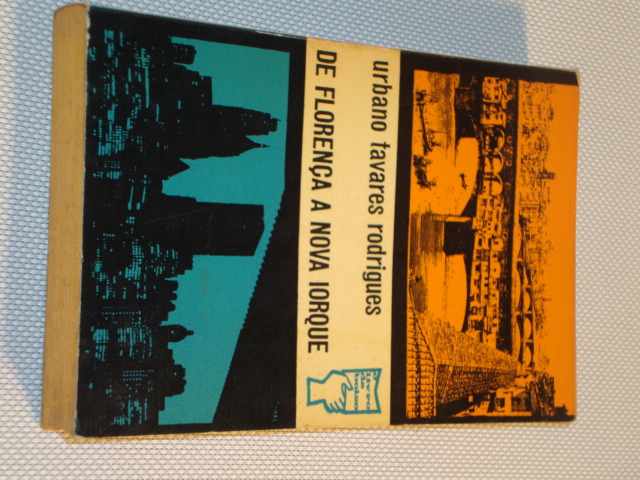 urbano tavares rodrigues
DE FLORENÇA A NOVA IORQUE